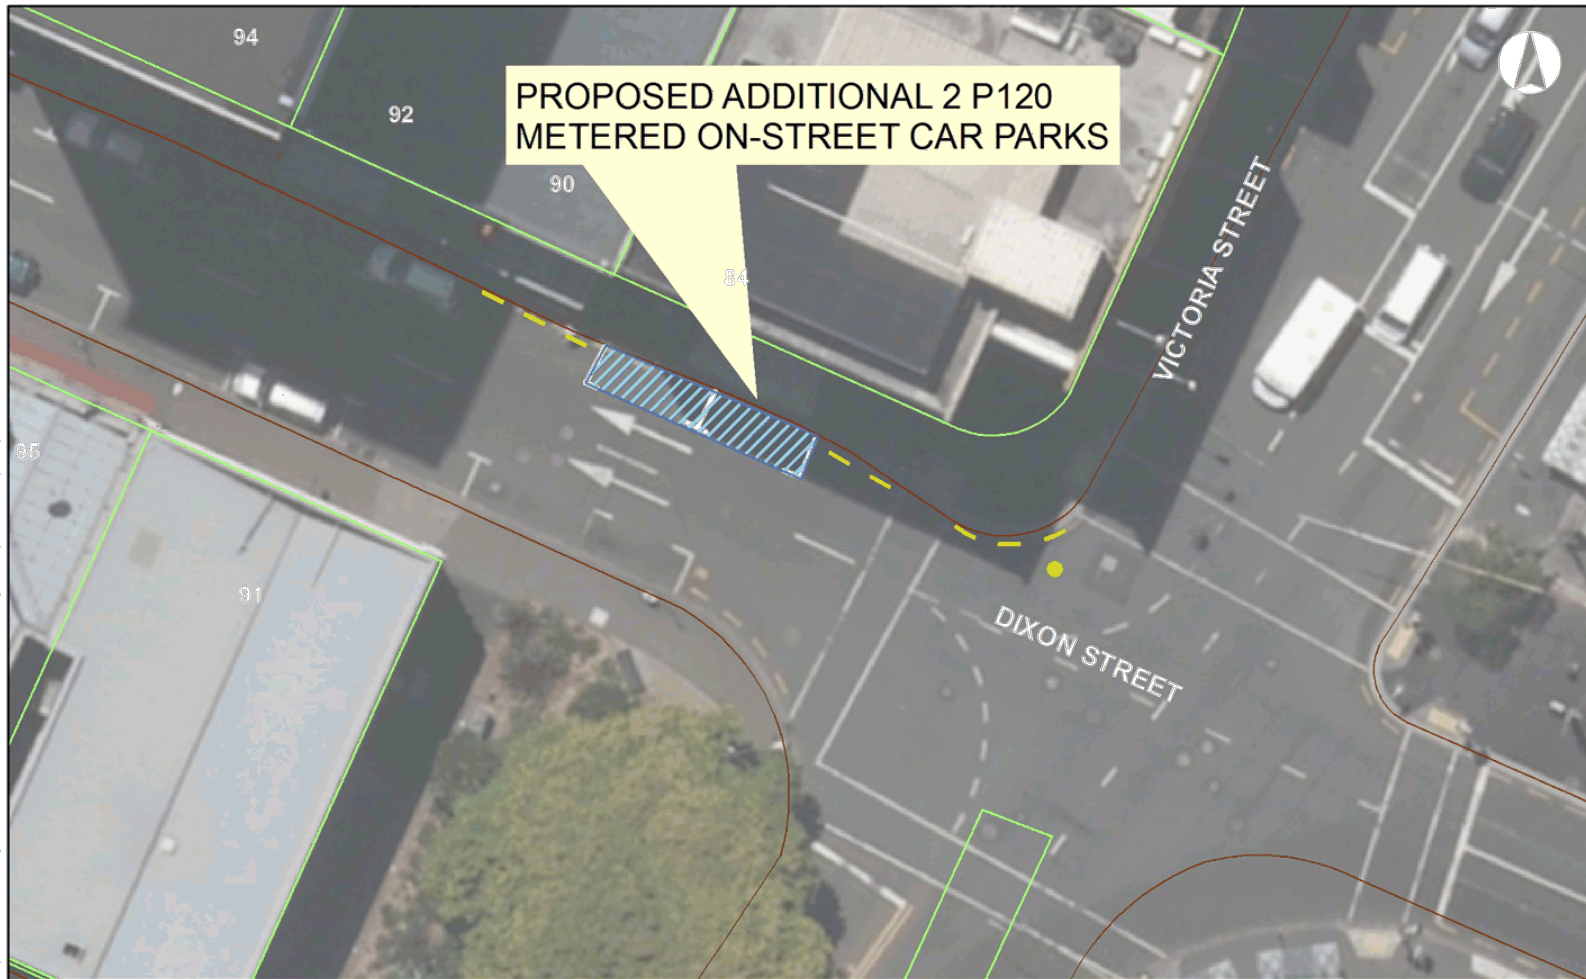 94
92
PROPOSED ADDITIONAL 2 P120
METERED ON-STREET CAR PARKS
90
84
VICTORIA STREET
95
91
DIXON STREET